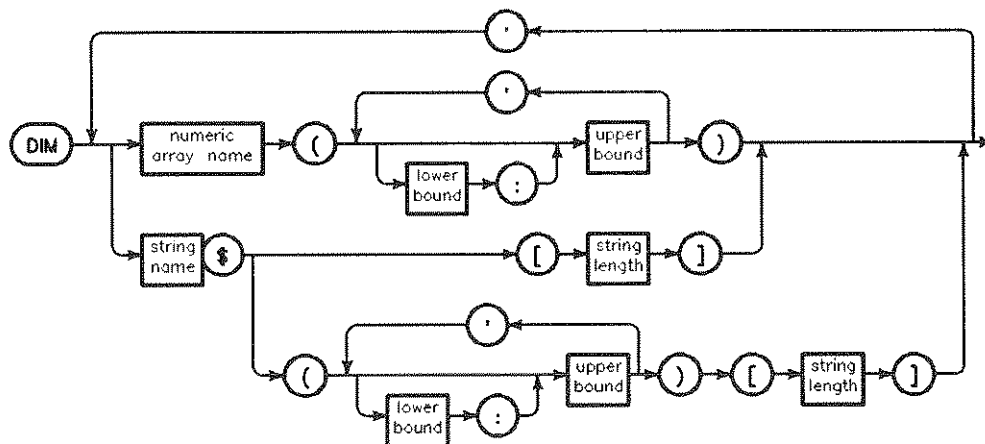 ,
,
DIM
numeric
array name
(
upper
bound
)
lower
bound
:
string
name
$
[
string
length
]
,
(
upper
bound
)
[
string
length
]
lower
bound
: